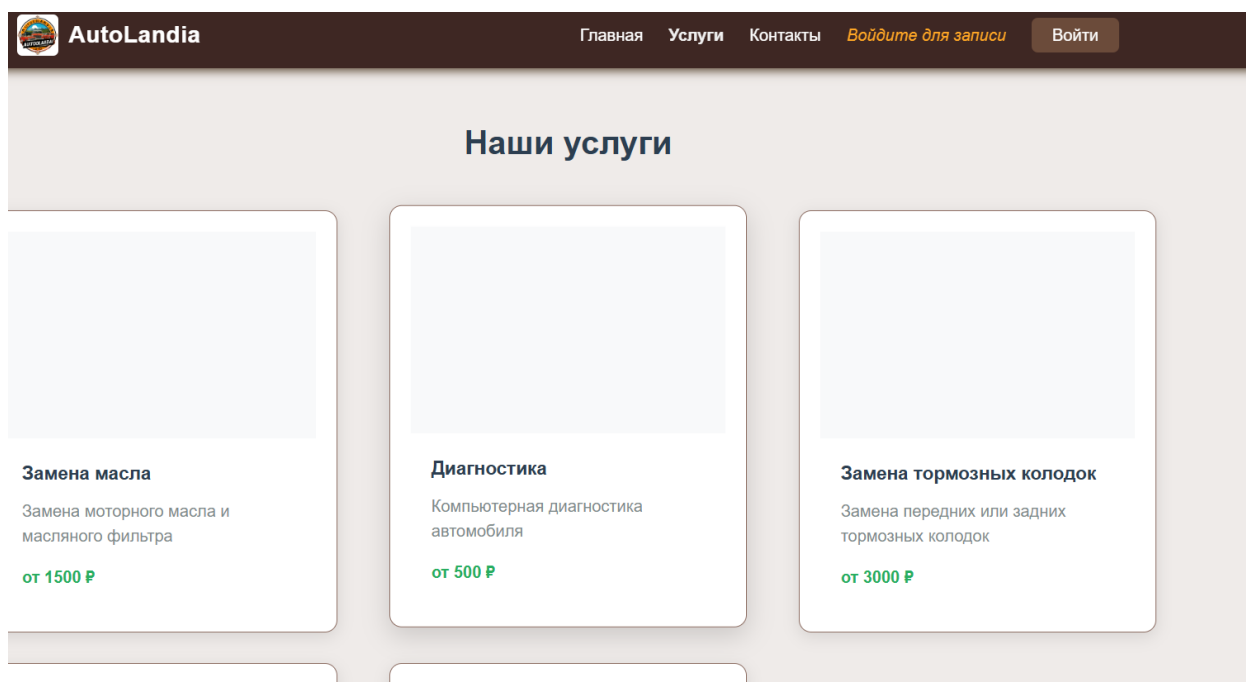 AutoLandia
Главная Услуги Контакты Войдите для записи Войти
Наши услуги
Замена масла
Замена моторного масла и
масляного фильтра
от 1500 ₽
Диагностика
Компьютерная диагностика
автомобиля
от 500 ₽
Замена тормозных колодок
Замена передних или задних
тормозных колодок
от 3000 ₽